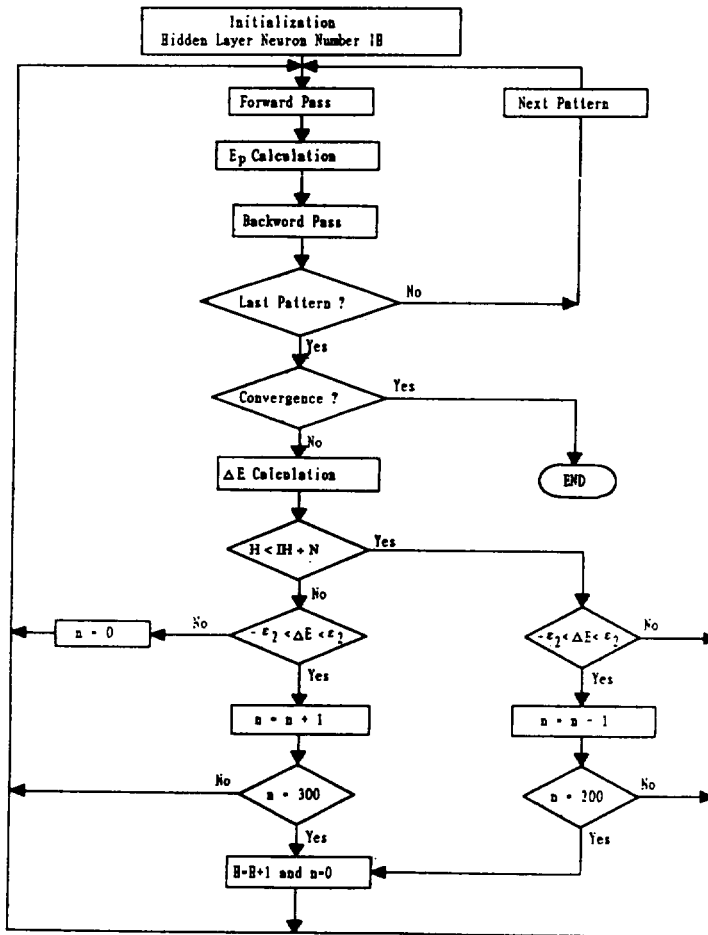 Initialization
Hidden Layer Neuron Number IH
Forward Pass
Next Pattern
Ep Calculation
Backword Pass
Last Pattern ?
No
Yes
Convergence ?
Yes
No
ΔE Calculation
END
H < IH + N
Yes
No
n = 0
No
- ε2 < ΔE < ε2
-ε2 < ΔE < ε2
No
Yes
Yes
n = n + 1
n = n - 1
No
n = 300
n = 200
No
Yes
Yes
H=H+1 and n=0